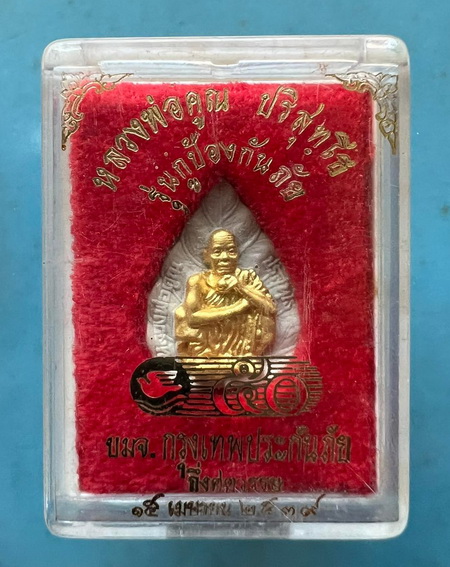 หลวงพ่อคูณ ปริสุทฺโธ
รุ่นกูป้องกันภัย
๕๐
บมจ. กรุงเทพประกันภัย
๑๕ เมษายน ๒๕๓๙